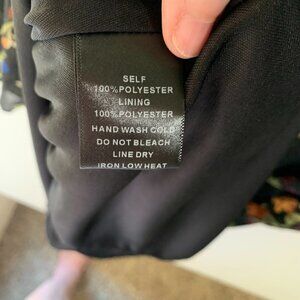 SELF
100%POLYESTER
LINING
100%POLYESTER
HAND WASH COLD
DO NOT BLEACH
LINE DRY
IRON LOW HEAT